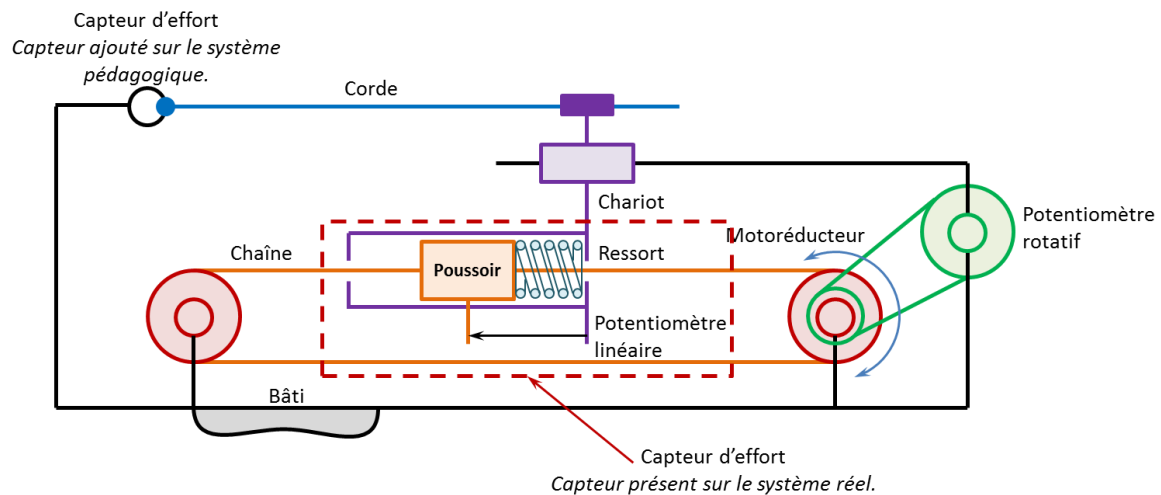 Capteur d’effort
Capteur ajouté sur le système
pédagogique.
Corde
Chariot
Potentiomètre
rotatif
Motoréducteur
Chaîne
Poussoir
Ressort
Potentiomètre
linéaire
Bâti
Capteur d’effort
Capteur présent sur le système réel.